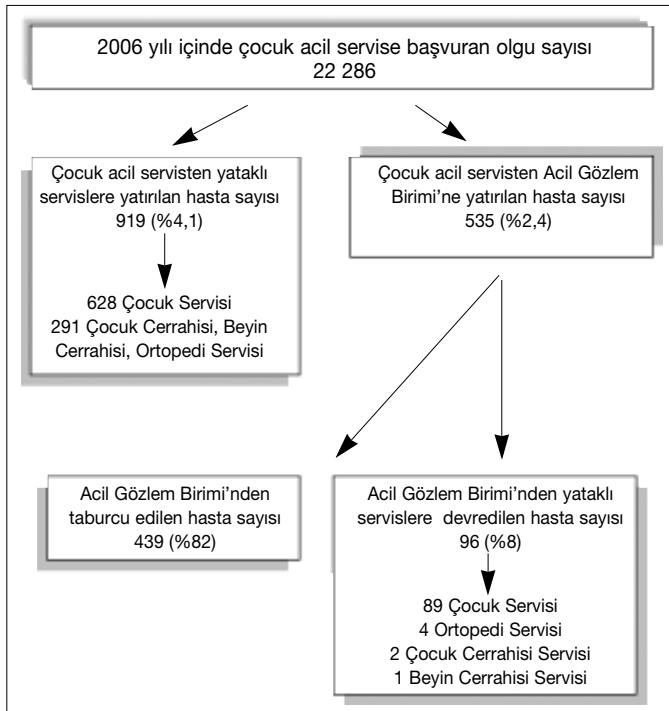 2006 yılı içinde çocuk acil servise başvuran olgu sayısı
22 286
Çocuk acil servisten yataklı
servislere yatırılan hasta sayısı
919 (%4,1)
628 Çocuk Servisi
291 Çocuk Cerrahisi, Beyin
Cerrahisi, Ortopedi Servisi
Çocuk acil servisten Acil Gözlem
Birimi’ne yatırılan hasta sayısı
535 (%2,4)
Acil Gözlem Birimi’nden
taburcu edilen hasta sayısı
439 (%82)
Acil Gözlem Birimi’nden yataklı
servislere devredilen hasta sayısı
96 (%8)
89 Çocuk Servisi
4 Ortopedi Servisi
2 Çocuk Cerrahisi Servisi
1 Beyin Cerrahisi Servisi